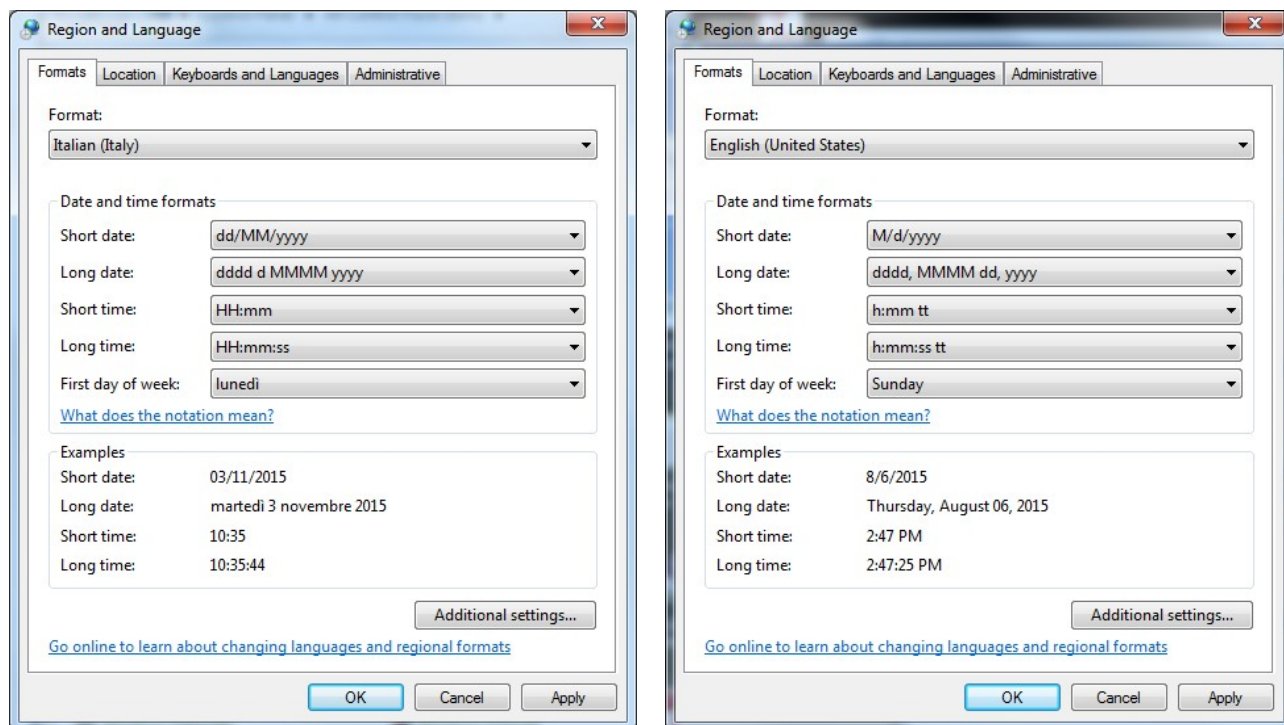 Region and Language
Formats Location Keyboards and Languages Administrative
Format:
Italian (Italy)
Date and time formats
Short date: dd/MM/yyyy
Long date: dddd d MMMM yyyy
Short time: HH:mm
Long time: HH:mm:ss
First day of week: lunedì
What does the notation mean?
Examples
Short date: 03/11/2015
Long date: martedì 3 novembre 2015
Short time: 10:35
Long time: 10:35:44
Additional settings...
Go online to learn about changing languages and regional formats
OK Cancel Apply
Region and Language
Formats Location Keyboards and Languages Administrative
Format:
English (United States)
Date and time formats
Short date: M/d/yyyy
Long date: dddd, MMMM dd, yyyy
Short time: h:mm tt
Long time: h:mm:ss tt
First day of week: Sunday
What does the notation mean?
Examples
Short date: 8/6/2015
Long date: Thursday, August 06, 2015
Short time: 2:47 PM
Long time: 2:47:25 PM
Additional settings...
Go online to learn about changing languages and regional formats
OK Cancel Apply